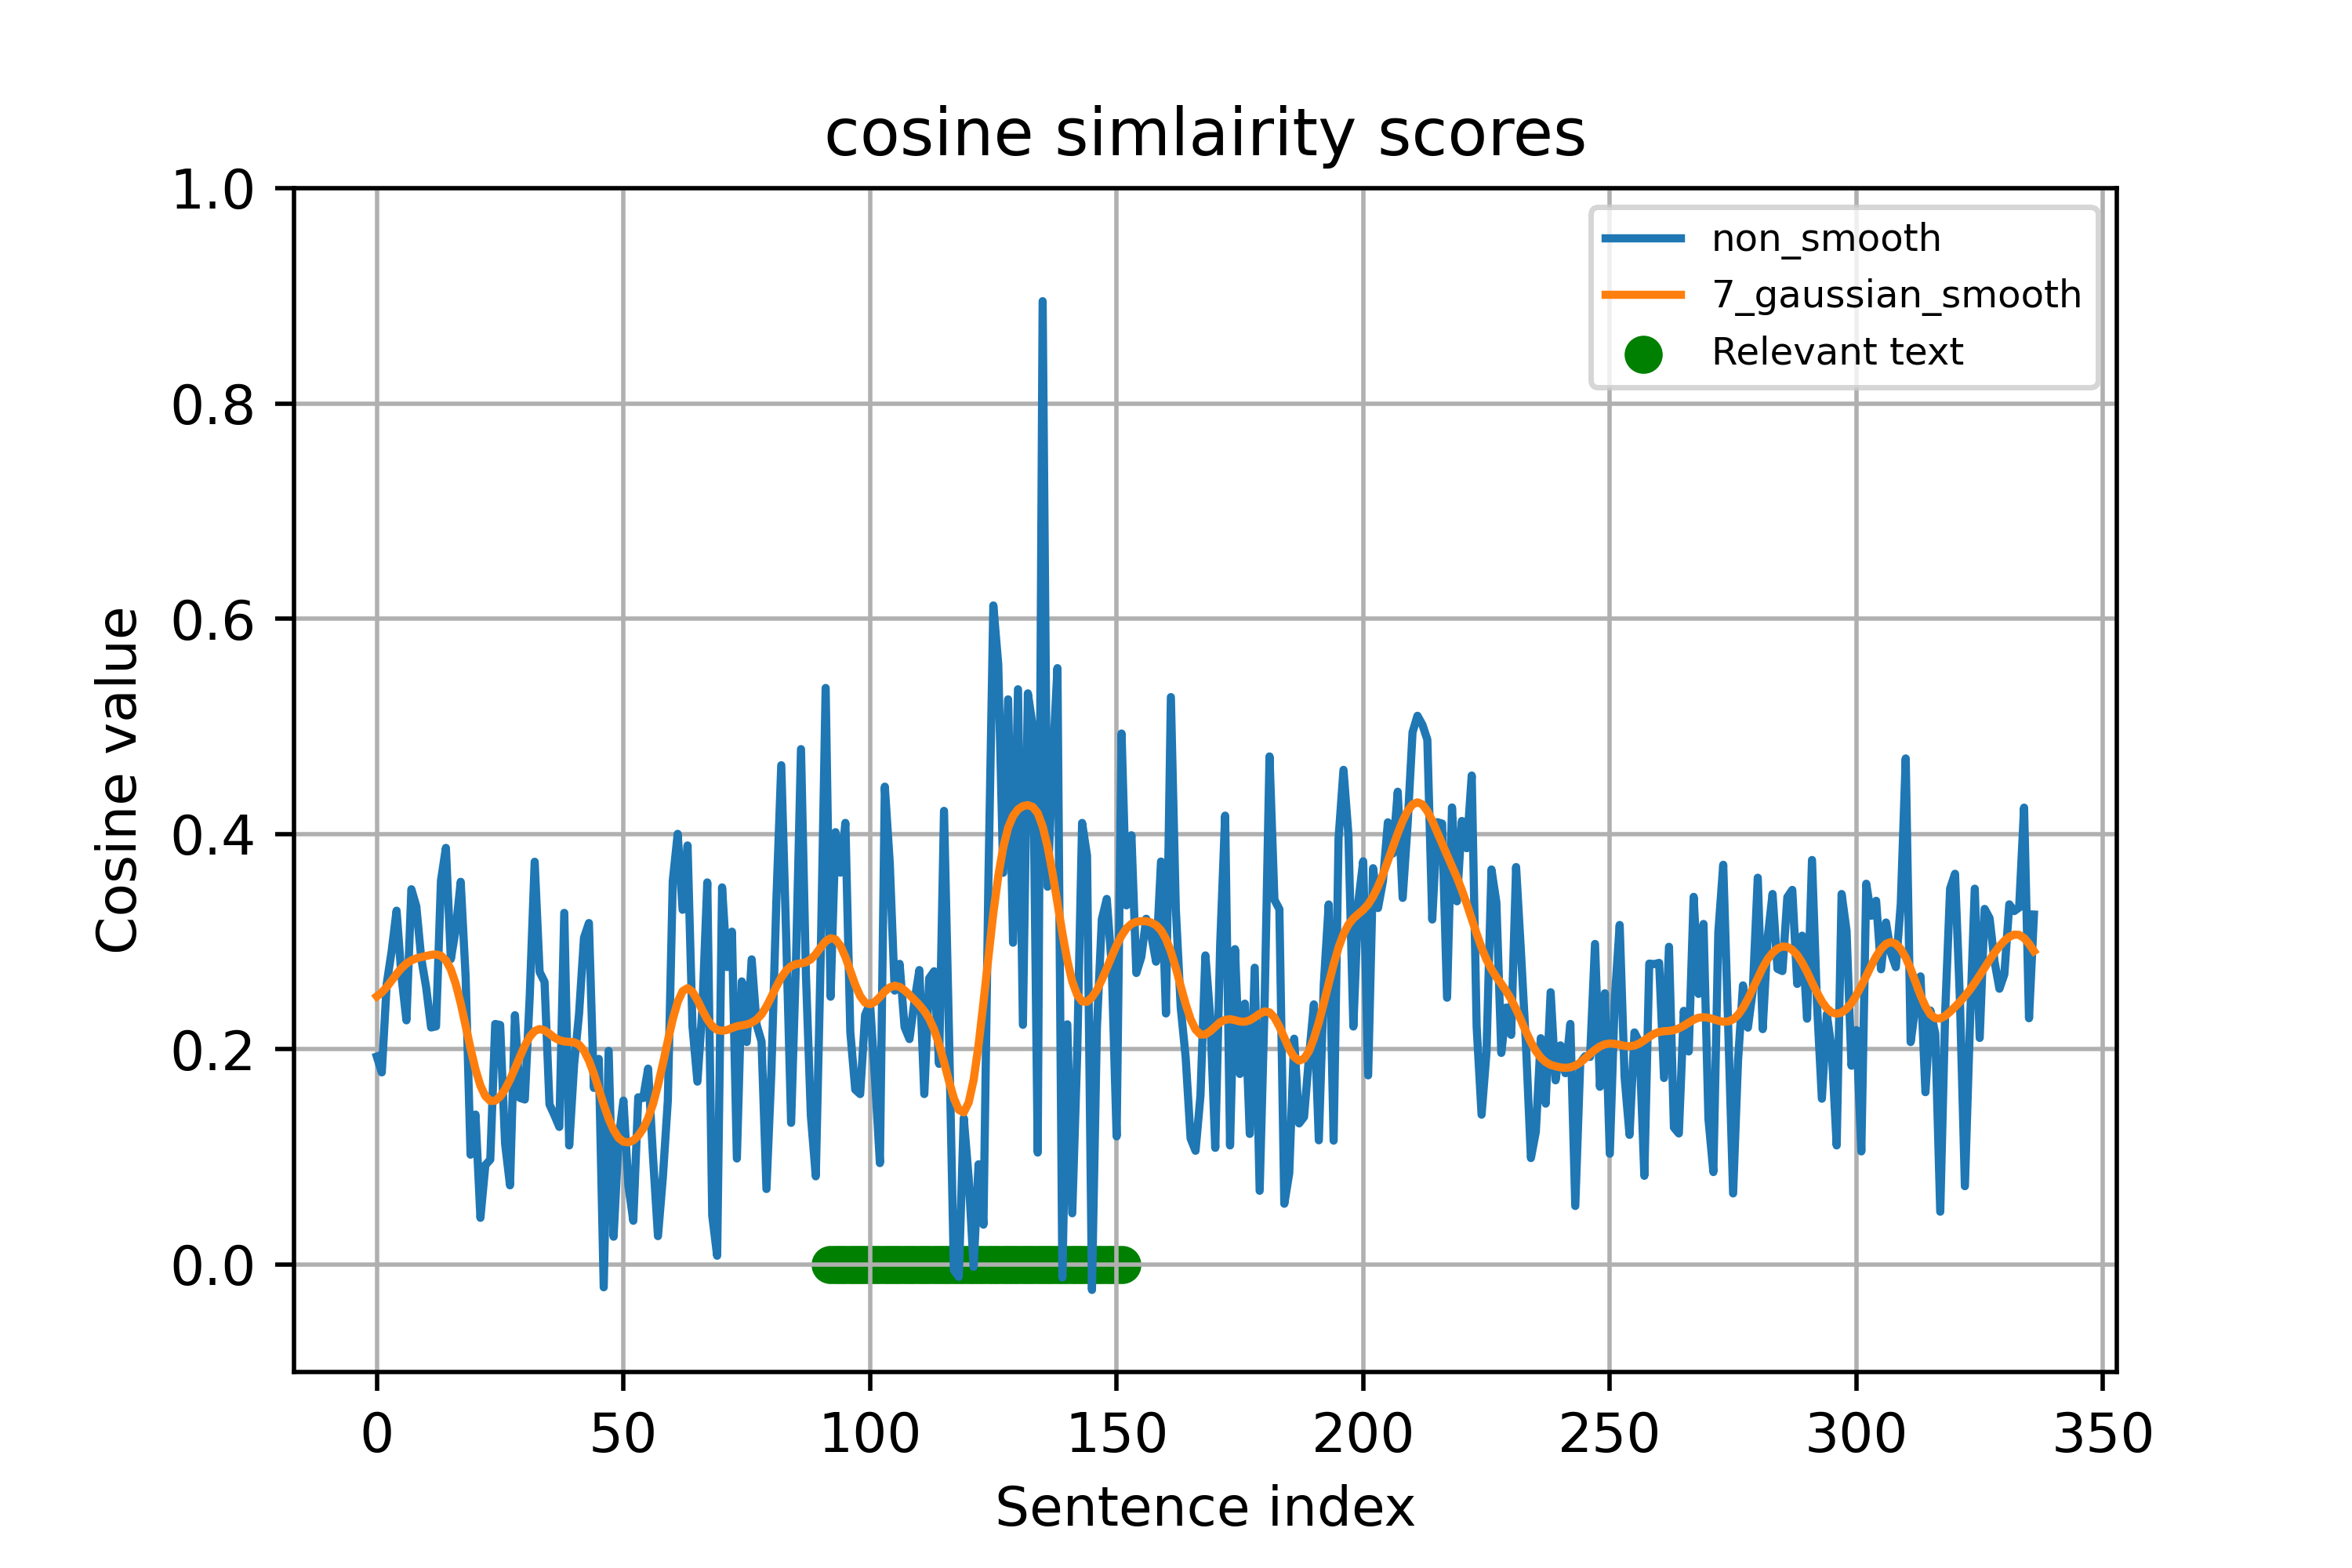 cosine simlairity scores
1.0
0.8
0.6
0.4
0.2
0.0
Cosine value
non_smooth
7_gaussian_smooth
Relevant text
0 50 100 150 200 250 300 350
Sentence index